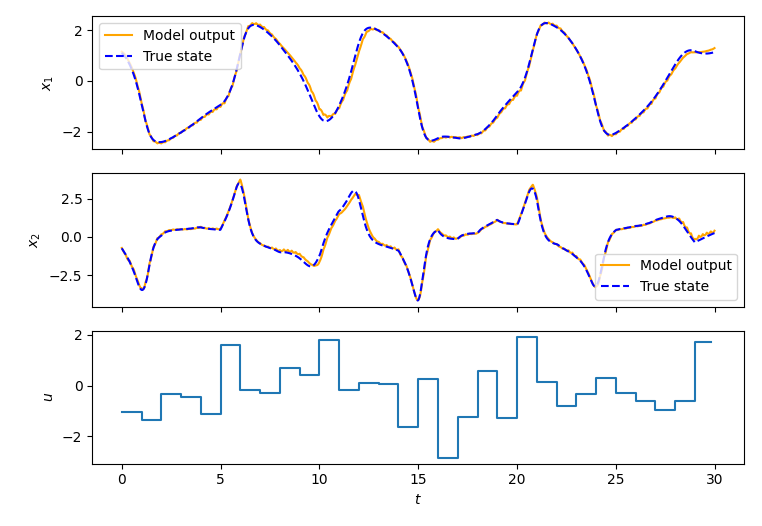 2
0
−2
x₁
Model output
True state
2.5
0.0
−2.5
x₂
Model output
True state
2
0
−2
u
0
5
10
15
20
25
30
t